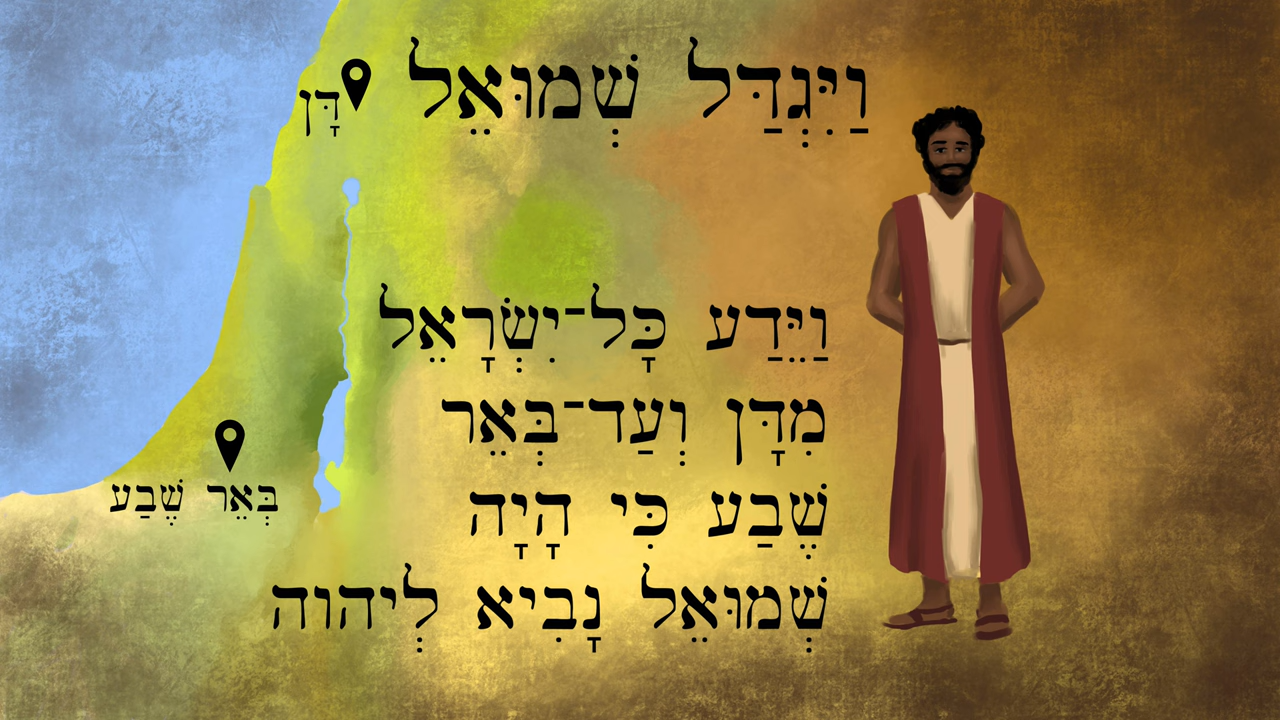 וַיִּגְדַּל שְׁמוּאֵל
דָּן
וַיֵּדַע כָּל־יִשְׂרָאֵל
מִדָּן וְעַד־בְּאֵר
שֶׁבַע כִּי הָיָה
שְׁמוּאֵל נָבִיא לְיהוה
בְּאֵר שֶׁבַע